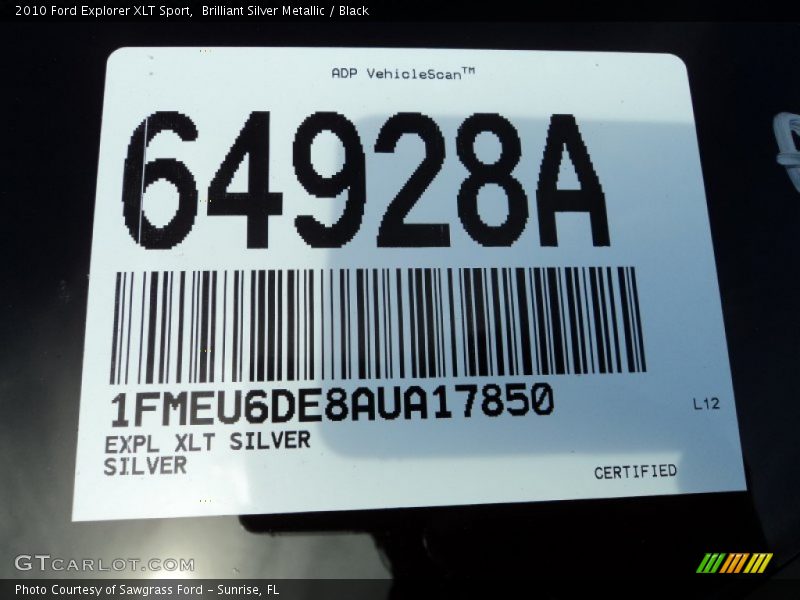 2010 Ford Explorer XLT Sport,  Brilliant Silver Metallic / Black
ADP VehicleScan™
64928A
1FMEU6DE8AUA17850
L12
EXPL XLT SILVER
SILVER
CERTIFIED
GTCARLOT.COM
Photo Courtesy of Sawgrass Ford - Sunrise, FL